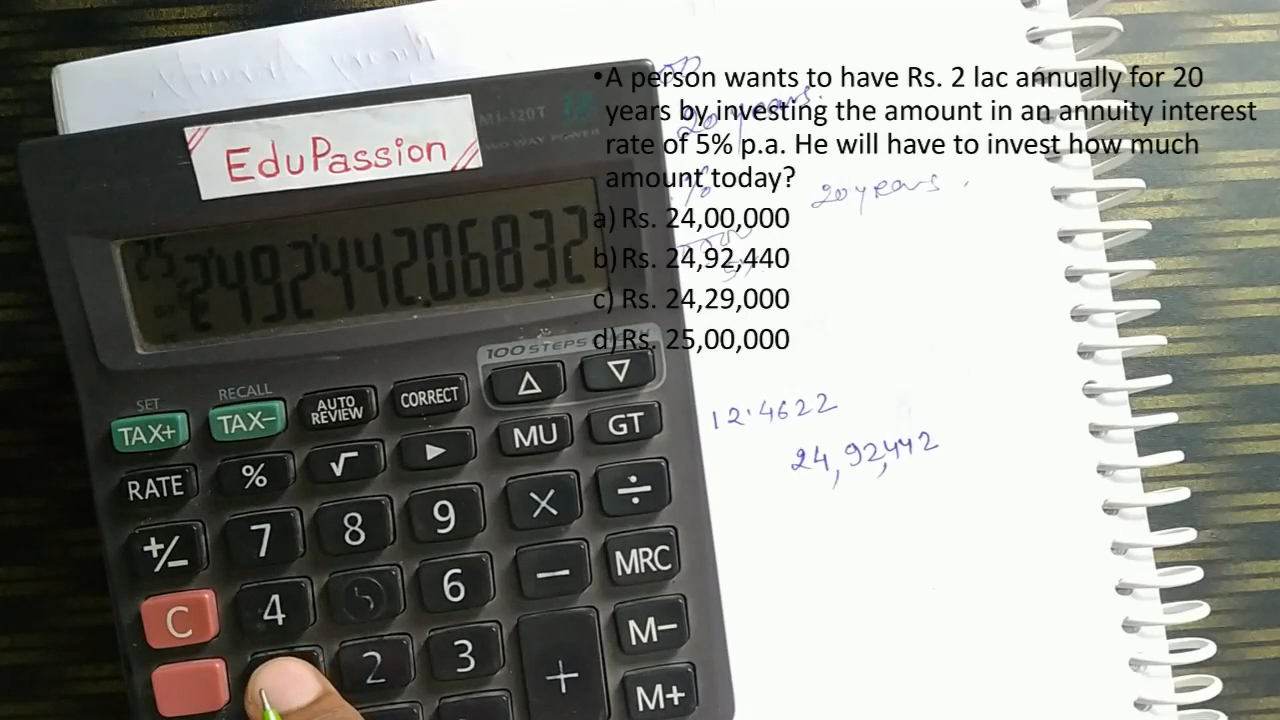 •A person wants to have Rs. 2 lac annually for 20
years by investing the amount in an annuity interest
rate of 5% p.a. He will have to invest how much
amount today?
a) Rs. 24,00,000
b) Rs. 24,92,440
c) Rs. 24,29,000
d) Rs. 25,00,000
20years.
20years.
12.4622
24,92,442
MJ-120T
TWO WAY POWER
EduPassion
25
2492442.06832
100 STEPS
SET
RECALL
TAX+ TAX- AUTO REVIEW CORRECT △ ▽
RATE % √ ▶ MU GT
+/- 7 8 9 × ÷
C 4 5 6 − MRC
2 3 + M−
M+